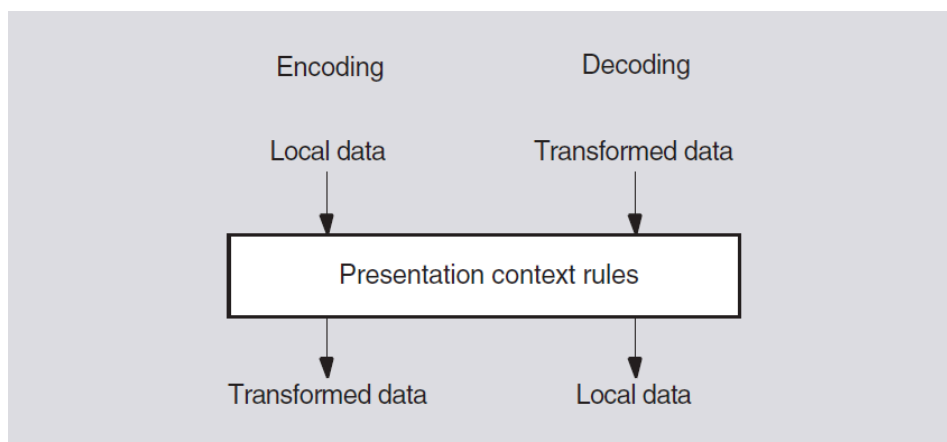 Encoding Decoding
Local data Transformed data
Presentation context rules
Transformed data Local data